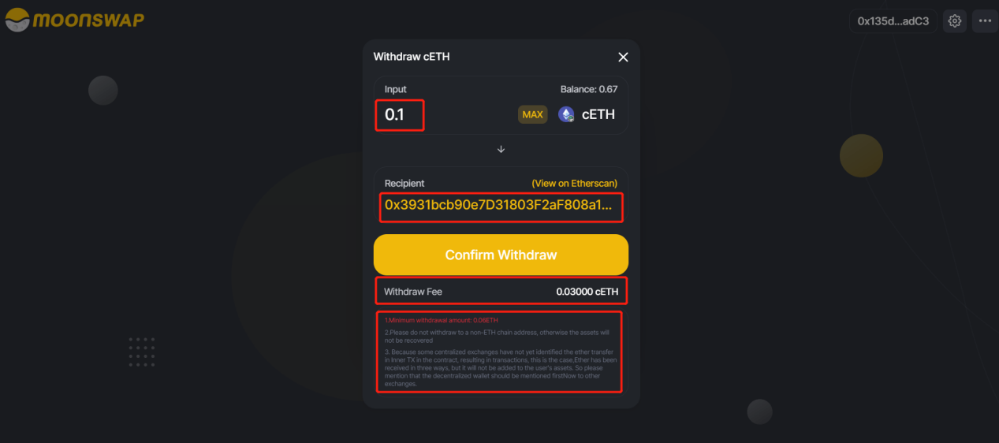 MOONSWAP
0x135d...adC3
Withdraw cETH
Input
Balance: 0.67
0.1
MAX
cETH
Recipient
(View on Etherscan)
0x3931bcb90e7D31803F2aF808a1...
Confirm Withdraw
Withdraw Fee
0.03000 cETH
1.Minimum withdrawal amount: 0.06ETH
2.Please do not withdraw to a non-ETH chain address, otherwise the assets will
not be recovered
3. Because some centralized exchanges have not yet identified the ether transfer
in Inner TX in the contract, resulting in transactions, this is the case,Ether has been
received in three ways, but it will not be added to the user's assets. So please
mention that the decentralized wallet should be mentioned firstNow to other
exchanges.